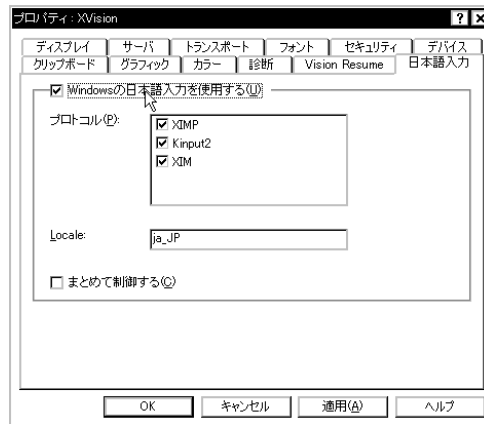 プロパティ : XVision
ディスプレイ サーバ トランスポート フォント セキュリティ デバイス
クリップボード グラフィック カラー 診断 Vision Resume 日本語入力
Windowsの日本語入力を使用する(U)
プロトコル(P):
XIMP
Kinput2
XIM
Locale:
ja_JP
まとめて制御する(C)
OK キャンセル 適用(A) ヘルプ